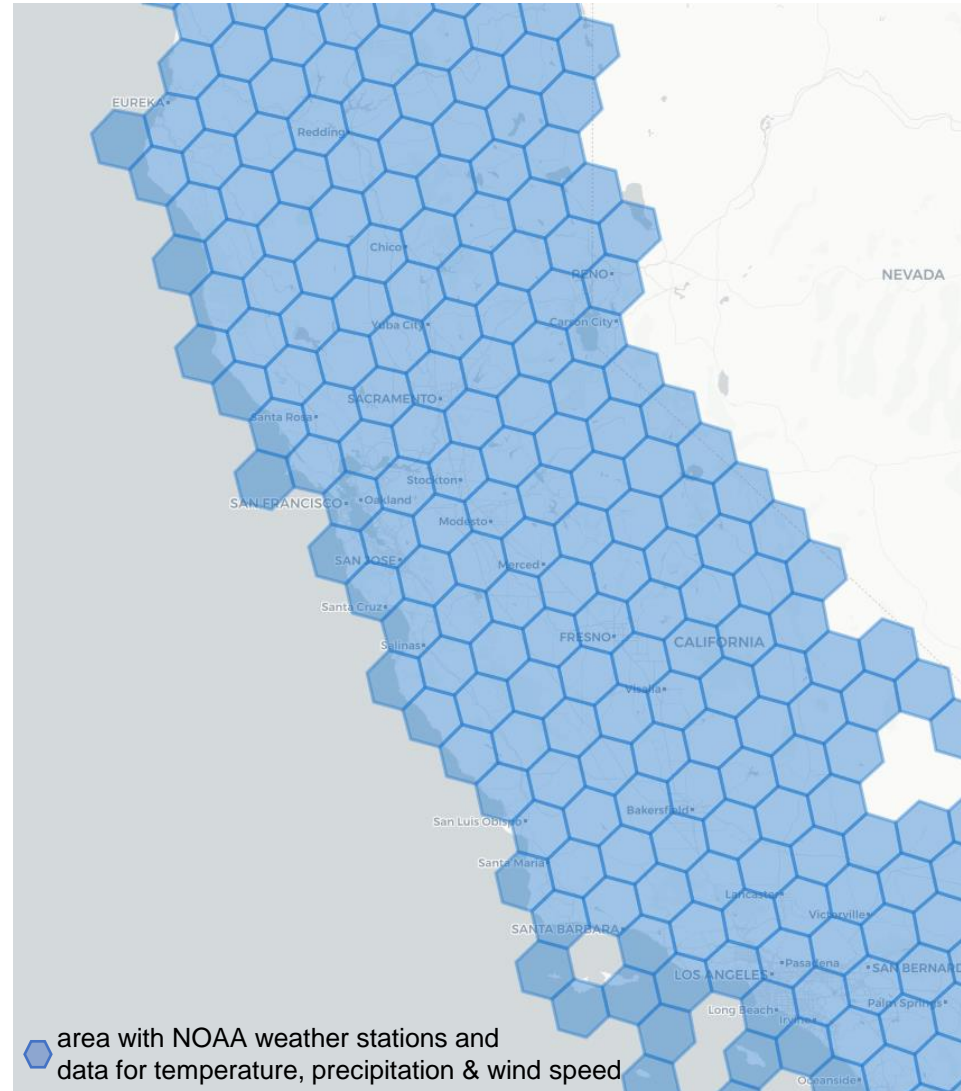 EUREKA
Redding
Chico
RENO
NEVADA
Yuba City
Carson City
SACRAMENTO
Santa Rosa
Stockton
SAN FRANCISCO
Oakland
Modesto
SAN JOSE
Merced
Santa Cruz
FRESNO
CALIFORNIA
Salinas
Visalia
Bakersfield
San Luis Obispo
Santa Maria
Lancaster
Victorville
SANTA BARBARA
Pasadena
LOS ANGELES
SAN BERNARD
Long Beach
Palm Springs
Irvine
area with NOAA weather stations and
data for temperature, precipitation & wind speed
Oceanside